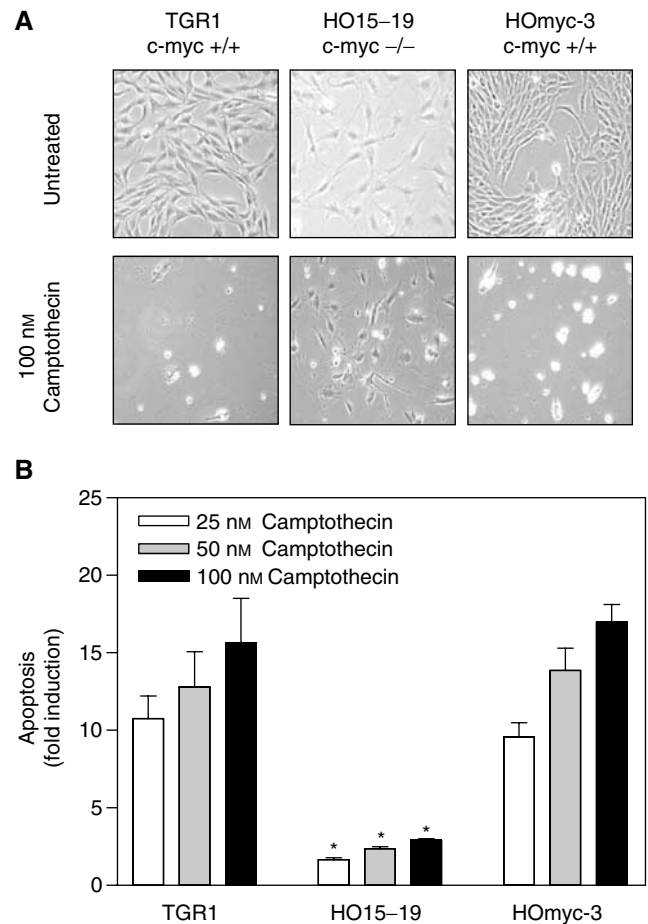 A
TGR1 HO15–19 HOmyc-3
c-myc +/+ c-myc –/– c-myc +/+
Untreated
100 nM
Camptothecin
B
25
20
15
10
5
0
Apoptosis
(fold induction)
25 nM Camptothecin
50 nM Camptothecin
100 nM Camptothecin
* * *
TGR1 HO15–19 HOmyc-3